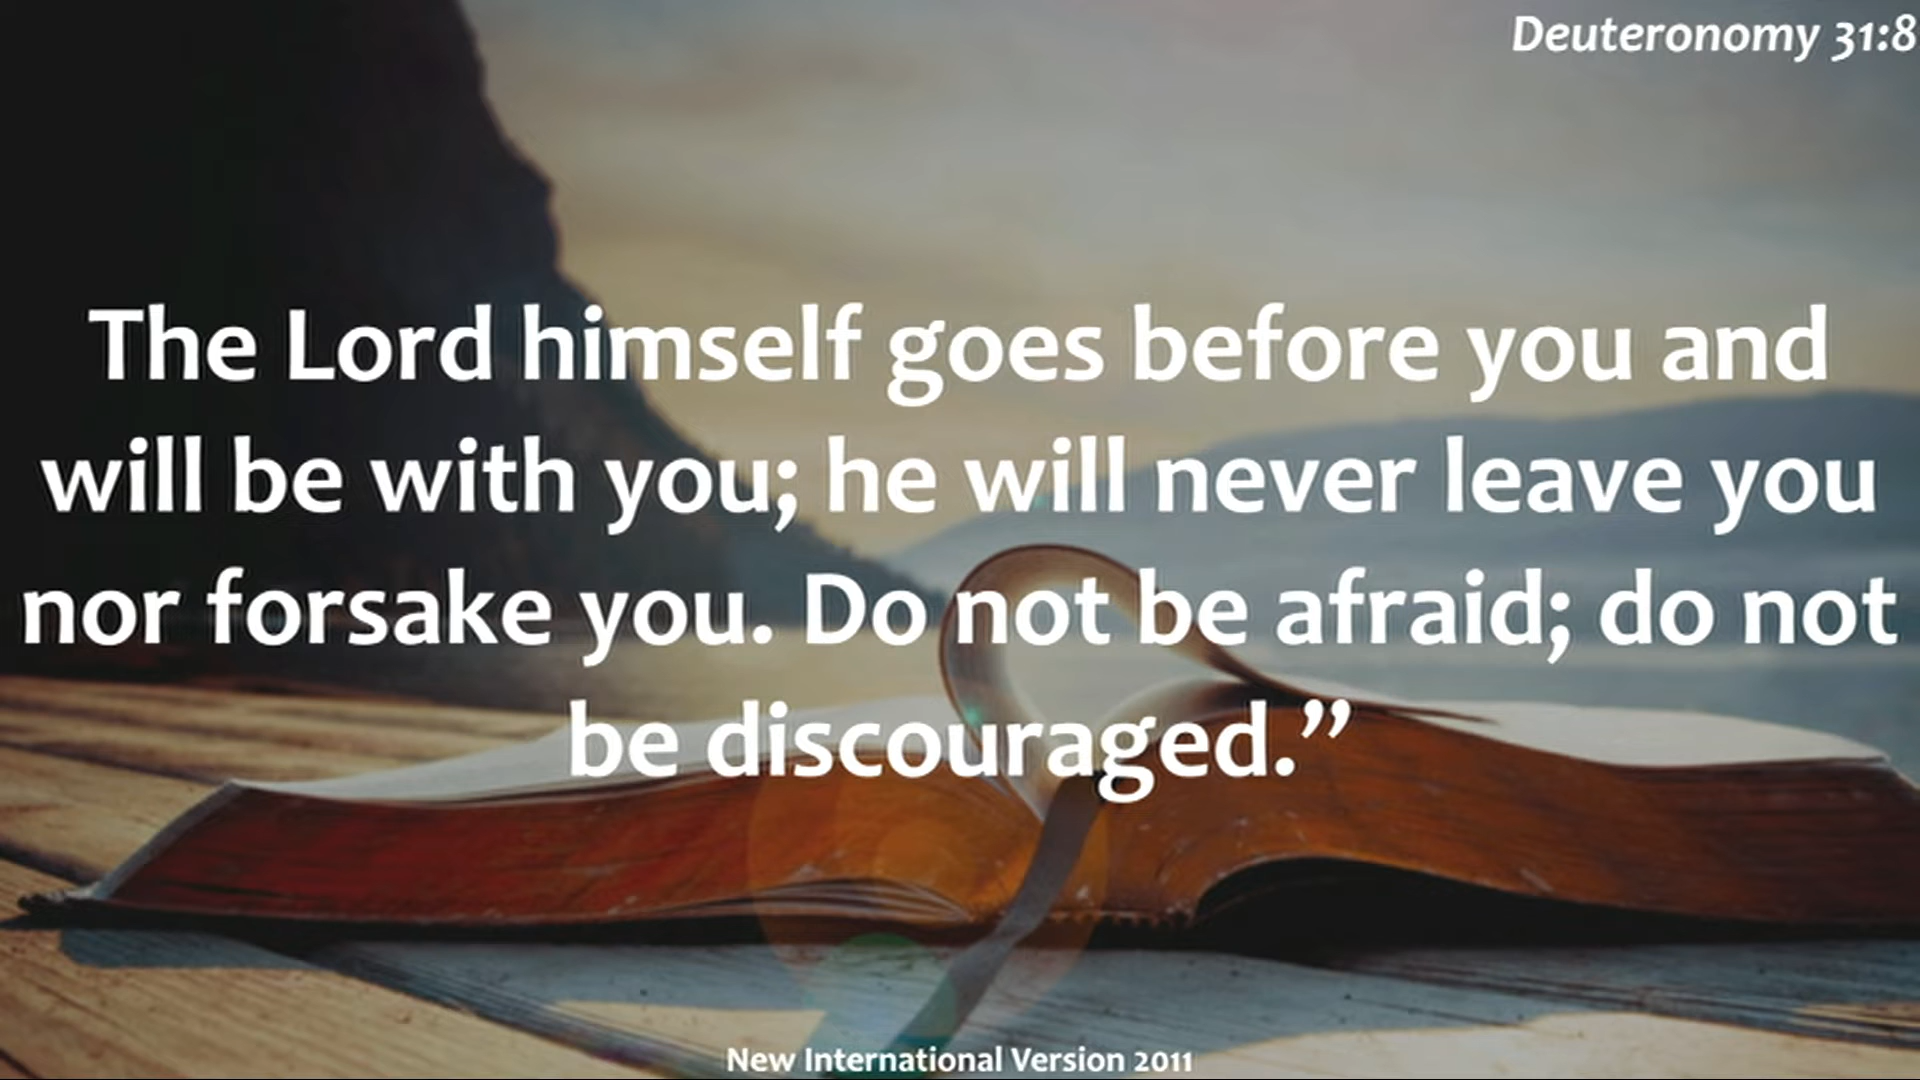 Deuteronomy 31:8
The Lord himself goes before you and
will be with you; he will never leave you
nor forsake you. Do not be afraid; do not
be discouraged.”
New International Version 2011